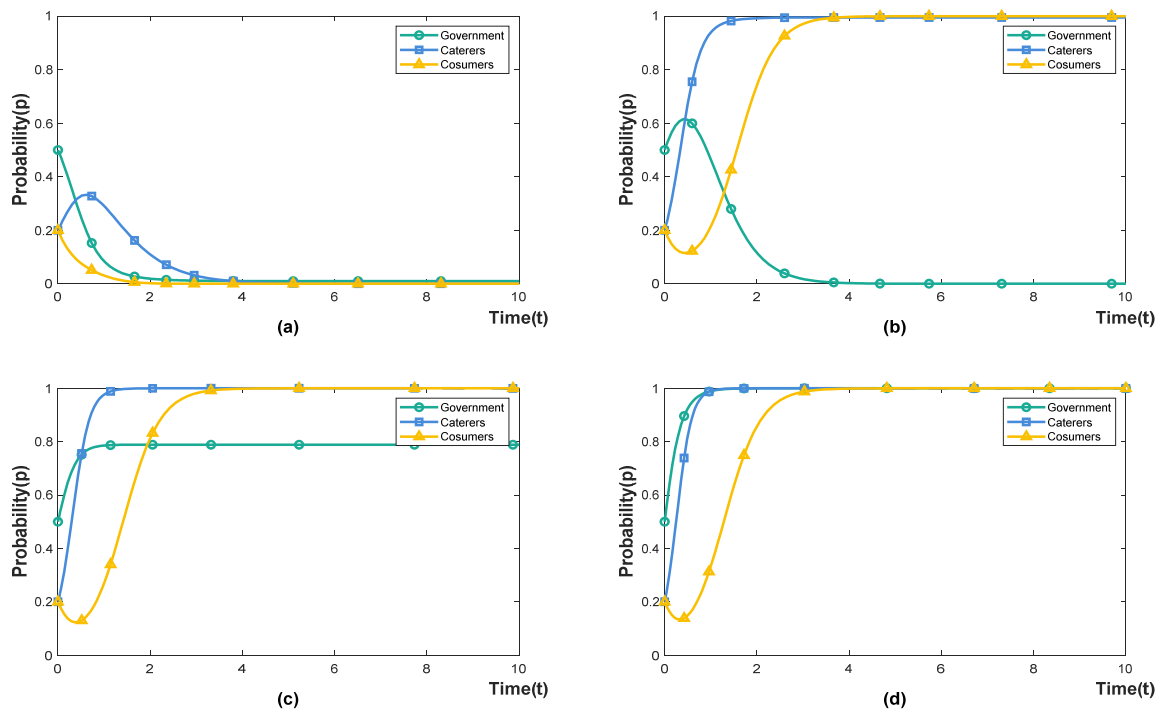 1
0.8
0.6
0.4
0.2
0
0 2 4 6 8 10
Probability(p)
Time(t)
Government
Caterers
Cosumers
(a)
1
0.8
0.6
0.4
0.2
0
0 2 4 6 8 10
Probability(p)
Time(t)
Government
Caterers
Cosumers
(b)
1
0.8
0.6
0.4
0.2
0
0 2 4 6 8 10
Probability(p)
Time(t)
Government
Caterers
Cosumers
(c)
1
0.8
0.6
0.4
0.2
0
0 2 4 6 8 10
Probability(p)
Time(t)
Government
Caterers
Cosumers
(d)